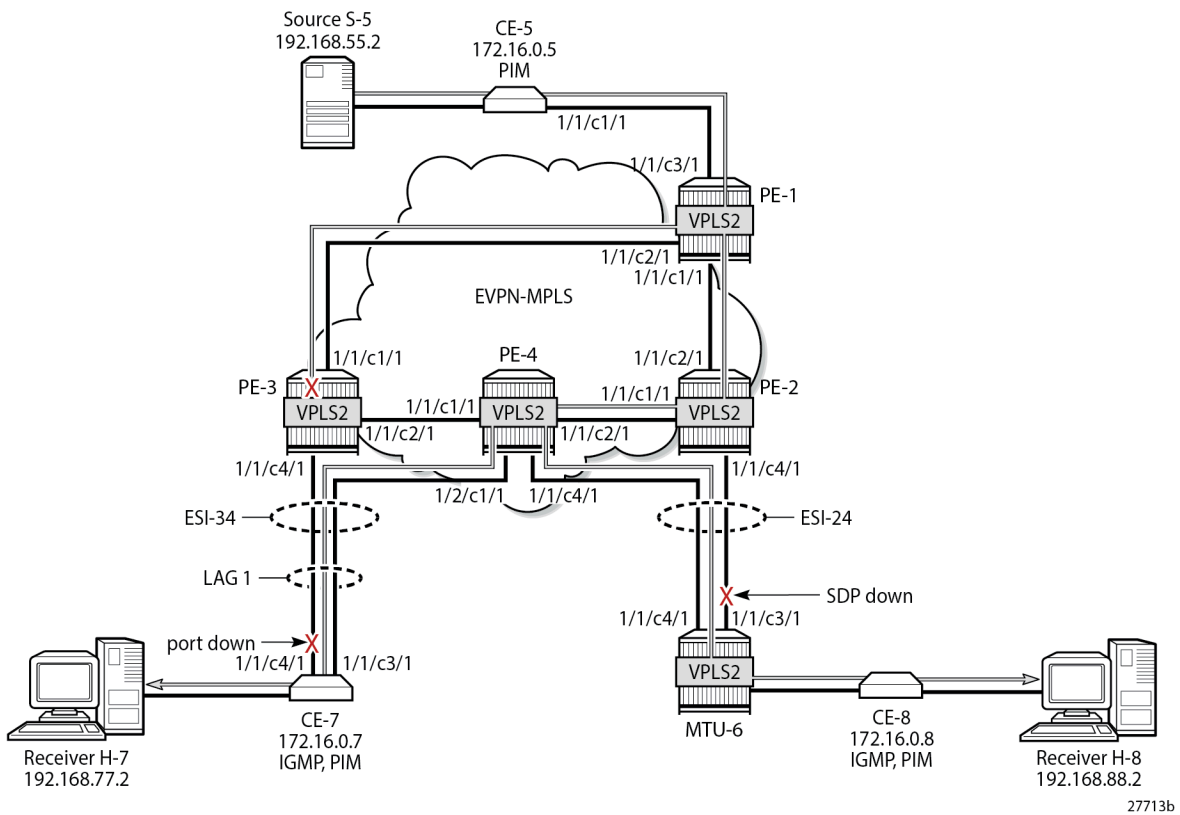 Source S-5
192.168.55.2
CE-5
172.16.0.5
PIM
1/1/c1/1
1/1/c3/1
PE-1
VPLS2
1/1/c2/1
1/1/c1/1
EVPN-MPLS
1/1/c1/1
PE-4
1/1/c2/1
PE-3
PE-2
X
1/1/c1/1
VPLS2
1/1/c1/1
VPLS2
VPLS2
1/1/c2/1
1/1/c2/1
1/1/c4/1
1/1/c4/1
1/2/c1/1
1/1/c4/1
ESI-34
ESI-24
LAG 1
X
SDP down
1/1/c4/1
1/1/c3/1
port down
X
1/1/c4/1
1/1/c3/1
VPLS2
MTU-6
CE-7
172.16.0.7
IGMP, PIM
CE-8
172.16.0.8
IGMP, PIM
Receiver H-7
192.168.77.2
Receiver H-8
192.168.88.2
27713b